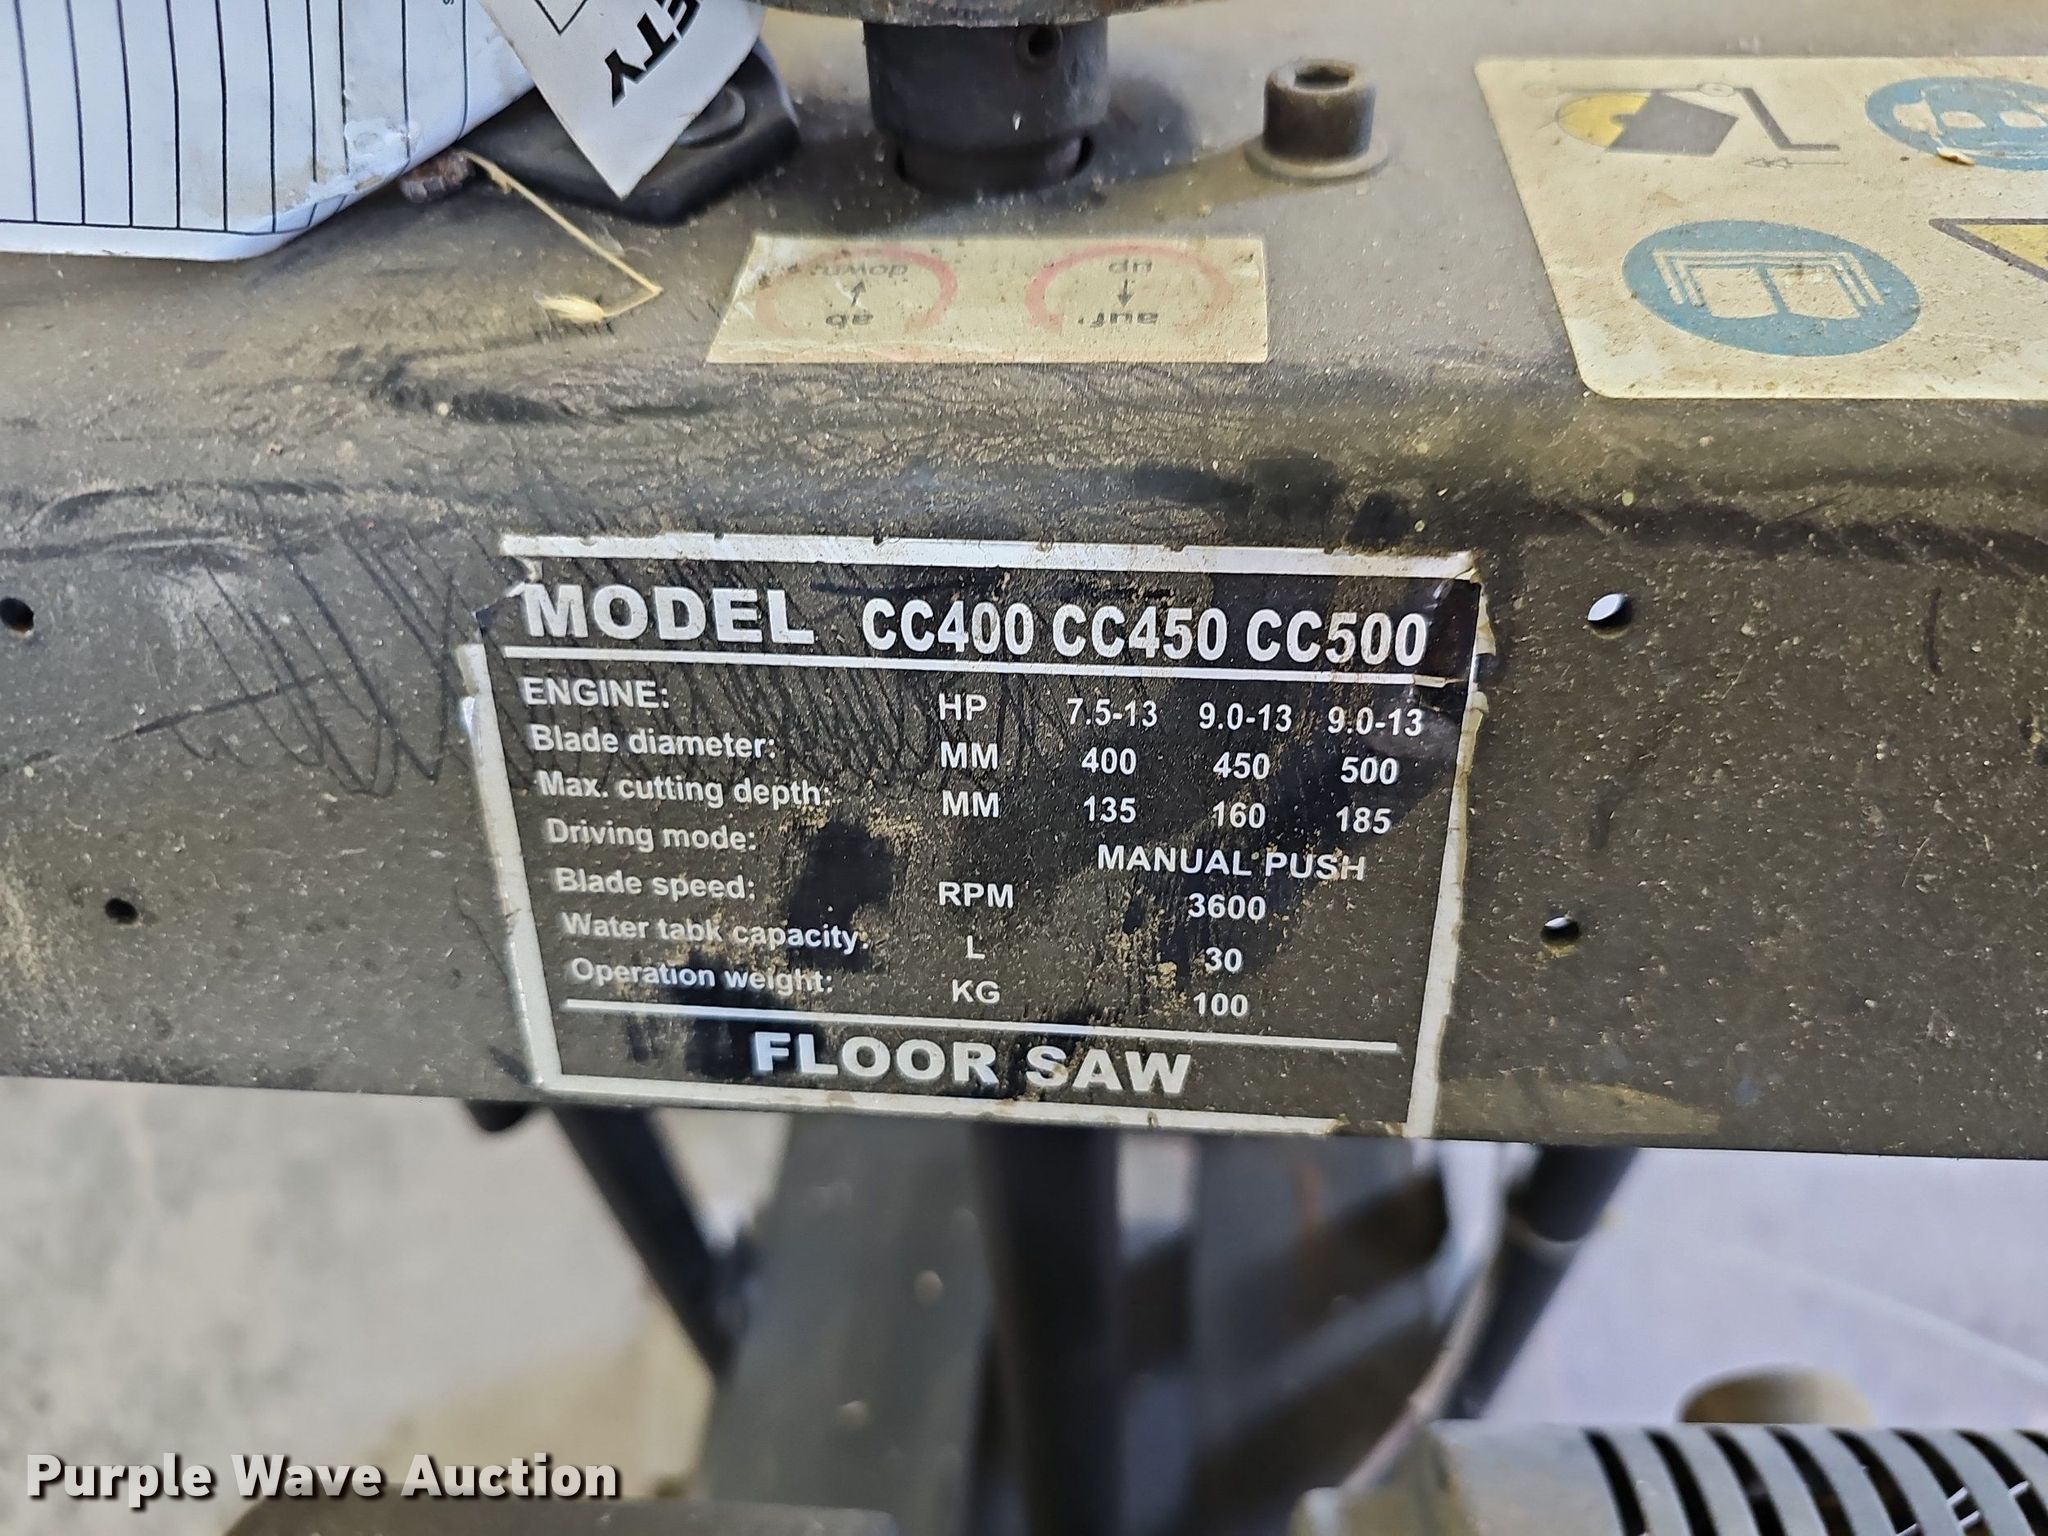 ETY
down
up
ab
auf
MODEL CC400 CC450 CC500
ENGINE: HP 7.5-13 9.0-13 9.0-13
Blade diameter: MM 400 450 500
Max. cutting depth: MM 135 160 185
Driving mode: MANUAL PUSH
Blade speed: RPM 3600
Water tabk capacity: L 30
Operation weight: KG 100
FLOOR SAW
Purple Wave Auction